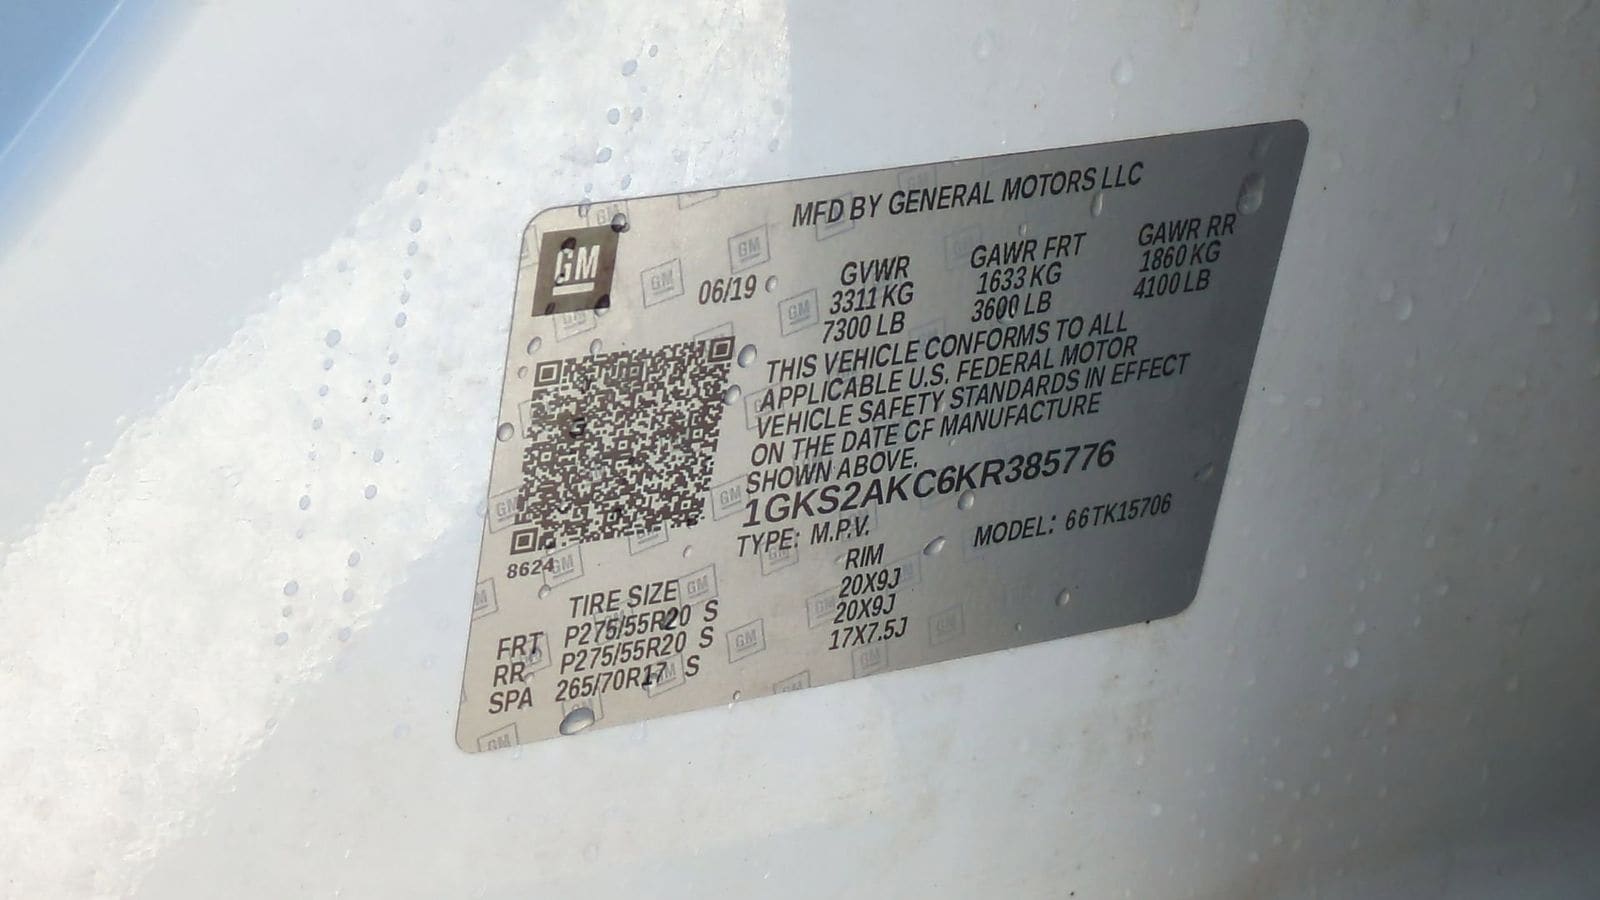 MFD BY GENERAL MOTORS LLC
GM
06/19
GVWR GAWR FRT GAWR RR
3311 KG 1633 KG 1860 KG
7300 LB 3600 LB 4100 LB
THIS VEHICLE CONFORMS TO ALL
APPLICABLE U.S. FEDERAL MOTOR
VEHICLE SAFETY STANDARDS IN EFFECT
ON THE DATE OF MANUFACTURE
SHOWN ABOVE.
1GKS2AKC6KR385776
TYPE: M.P.V. MODEL: 66TK15706
8624
TIRE SIZE RIM
FRT P275/55R20 S 20X9J
RR P275/55R20 S 20X9J
SPA 265/70R17 S 17X7.5J